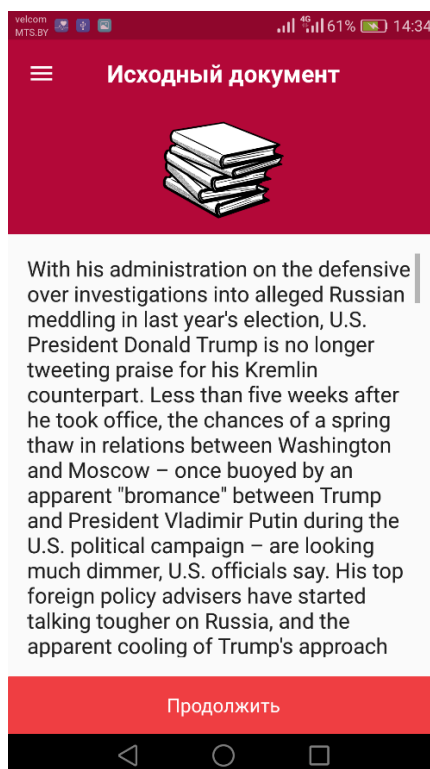 velcom
MTS.BY
4G 61% 14:34
Исходный документ
With his administration on the defensive
over investigations into alleged Russian
meddling in last year's election, U.S.
President Donald Trump is no longer
tweeting praise for his Kremlin
counterpart. Less than five weeks after
he took office, the chances of a spring
thaw in relations between Washington
and Moscow – once buoyed by an
apparent "bromance" between Trump
and President Vladimir Putin during the
U.S. political campaign – are looking
much dimmer, U.S. officials say. His top
foreign policy advisers have started
talking tougher on Russia, and the
apparent cooling of Trump's approach
Продолжить